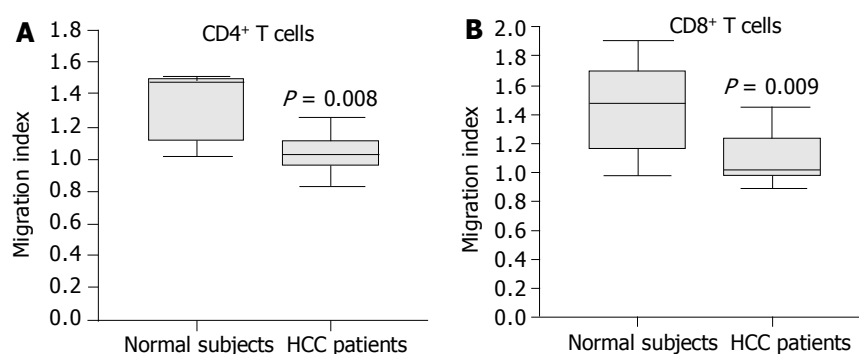 A
CD4⁺ T cells
Migration index
1.8
1.6
1.4
1.2
1.0
0.8
0.6
0.4
0.2
0.0
P = 0.008
Normal subjects HCC patients
B
CD8⁺ T cells
Migration index
2.0
1.8
1.6
1.4
1.2
1.0
0.8
0.6
0.4
0.2
0.0
P = 0.009
Normal subjects HCC patients